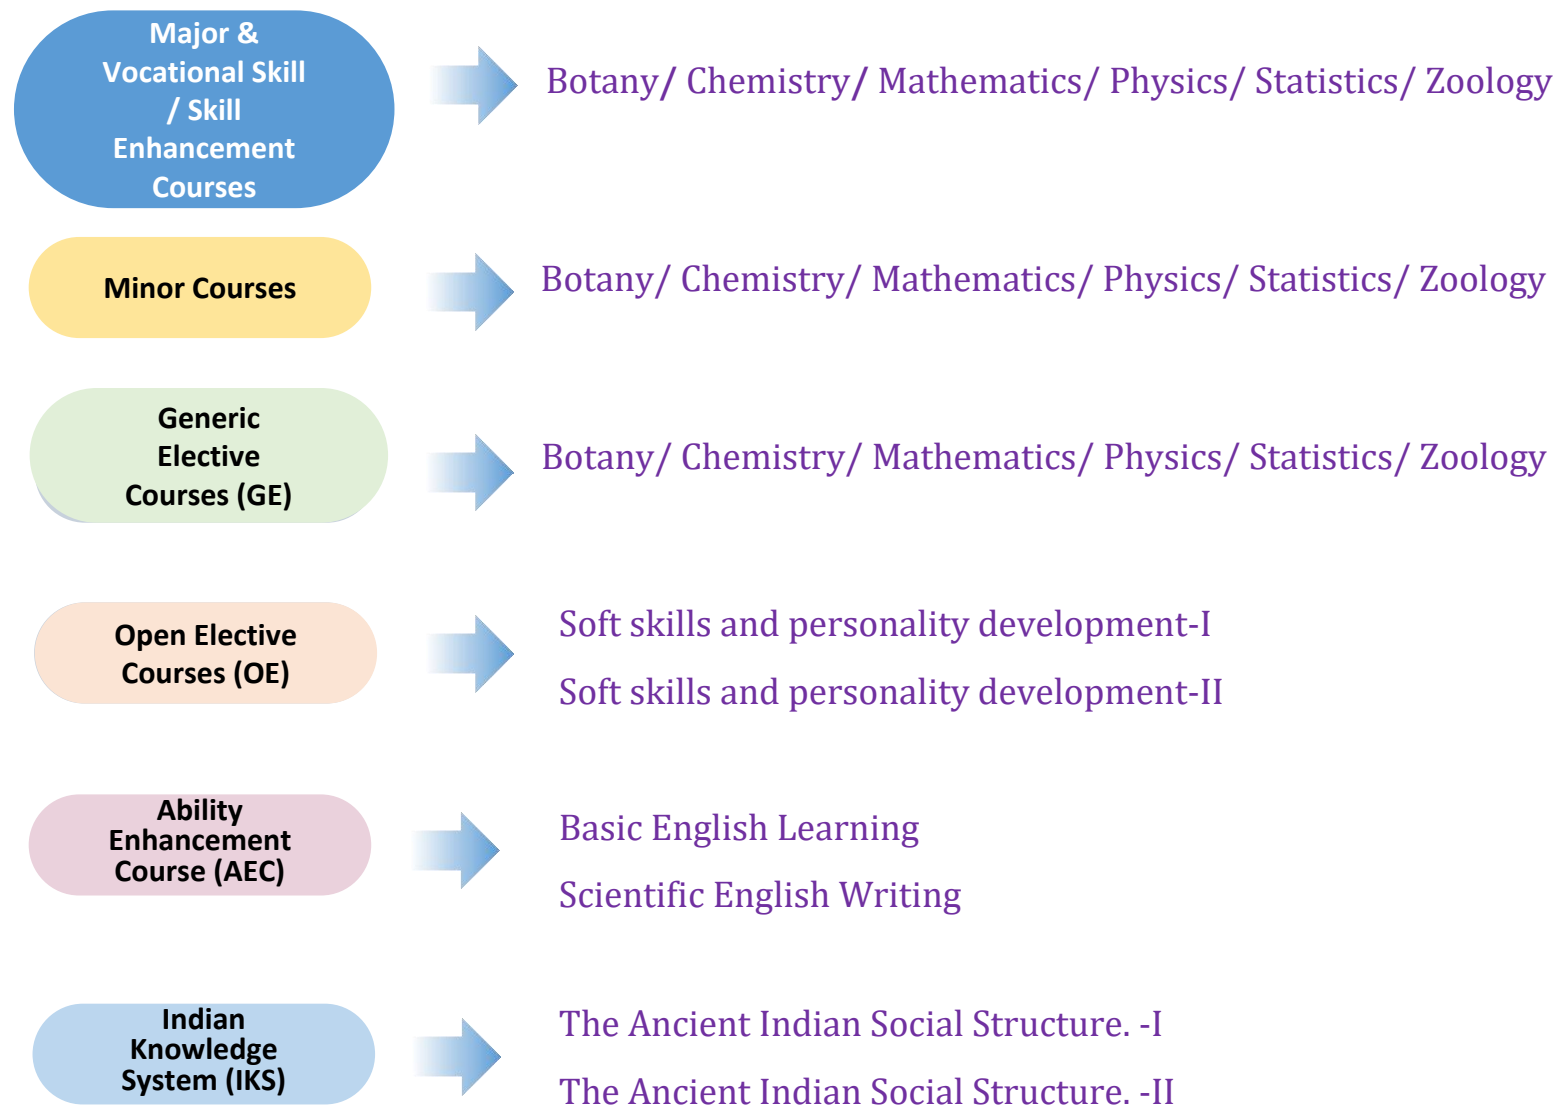 Major &
Vocational Skill
/ Skill
Enhancement
Courses
Botany/ Chemistry/ Mathematics/ Physics/ Statistics/ Zoology
Minor Courses
Botany/ Chemistry/ Mathematics/ Physics/ Statistics/ Zoology
Generic
Elective
Courses (GE)
Botany/ Chemistry/ Mathematics/ Physics/ Statistics/ Zoology
Open Elective
Courses (OE)
Soft skills and personality development-I
Soft skills and personality development-II
Ability
Enhancement
Course (AEC)
Basic English Learning
Scientific English Writing
Indian
Knowledge
System (IKS)
The Ancient Indian Social Structure. -I
The Ancient Indian Social Structure. -II